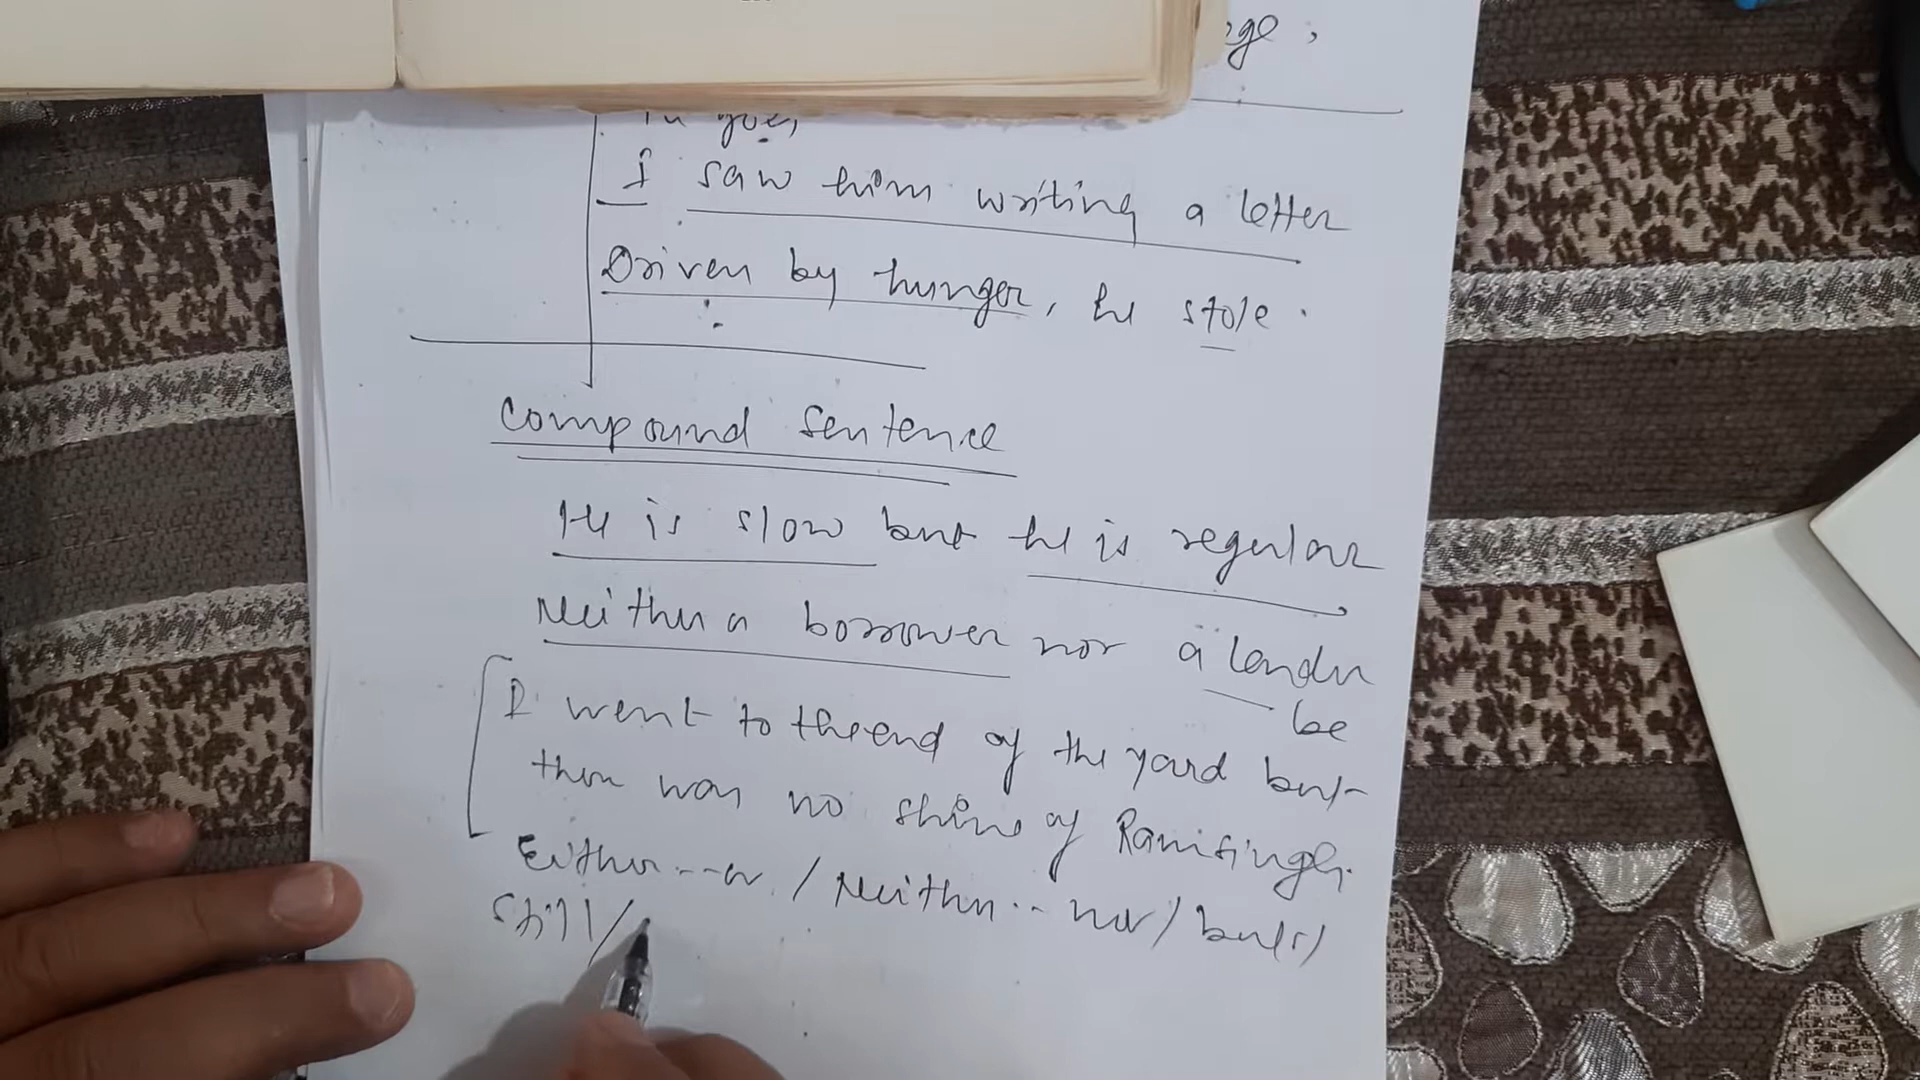 I saw him writing a letter
Driven by hunger, he stole.
Compound Sentence
He is slow but he is regular
Neither a borrower nor a lender
be
I went to the end of the yard but
there was no of Ramisingh.
Either --- or / Neither --- nor / but
Still /